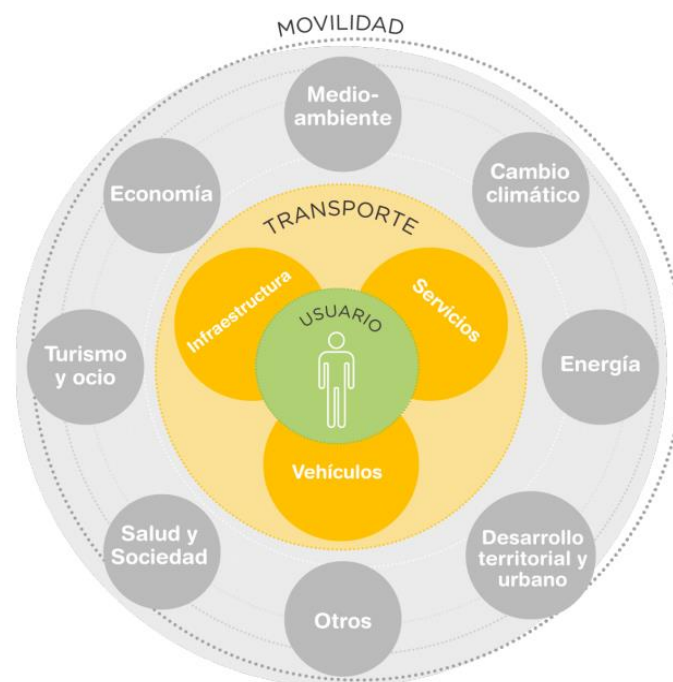 MOVILIDAD
Medio-
ambiente
Cambio
climático
Economía
TRANSPORTE
Infraestructura
Servicios
USUARIO
Turismo
y ocio
Energía
Vehículos
Salud y
Sociedad
Desarrollo
territorial y
urbano
Otros